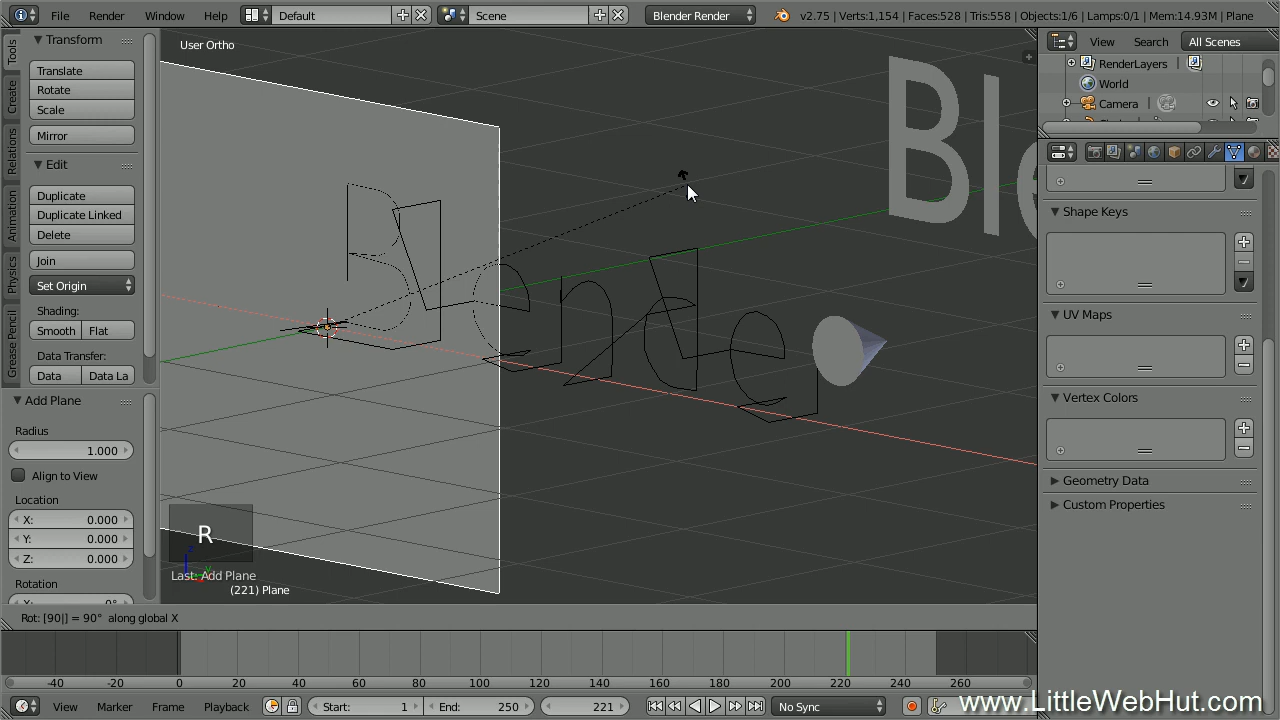 File Render Window Help Default Scene Blender Render v2.75 | Verts:1,154 | Faces:528 | Tris:558 | Objects:1/6 | Lamps:0/1 | Mem:14.93M | Plane
User Ortho
View Search All Scenes
RenderLayers
World
Camera
Tools
Create
Relations
Animation
Physics
Grease Pencil
Transform
Translate
Rotate
Scale
Mirror
Edit
Duplicate
Duplicate Linked
Delete
Join
Set Origin
Shading:
Smooth Flat
Data Transfer:
Data Data La
Add Plane
Radius
1.000
Align to View
Location
X: 0.000
Y: 0.000
Z: 0.000
Rotation
X: 0°
Ble
Blender
R
Last: Add Plane
(221) Plane
Rot: [90|] = 90° along global X
Shape Keys
UV Maps
Vertex Colors
Geometry Data
Custom Properties
-40 -20 0 20 40 60 80 100 120 140 160 180 200 220 240 260
View Marker Frame Playback Start: 1 End: 250 221 No Sync
www.LittleWebHut.com